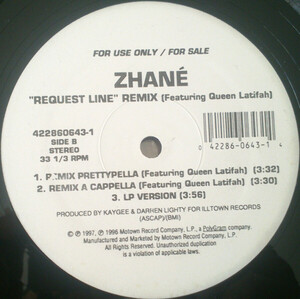 FOR USE ONLY / FOR SALE
ZHANÉ
"REQUEST LINE" REMIX (Featuring Queen Latifah)
422860643-1
SIDE B
STEREO
33 1/3 RPM
0 42286-0643-1 4
1. REMIX PRETTYPELLA (Featuring Queen Latifah) (3:32)
2. REMIX A CAPPELLA (Featuring Queen Latifah) (3:30)
3. LP VERSION (3:56)
PRODUCED BY KAYGEE & DARREN LIGHTY FOR ILLTOWN RECORDS
(ASCAP)/(BMI)
℗ 1997, © 1996 Motown Record Company, L.P., a PolyGram company.
Manufactured and Marketed by Motown Record Company, L.P.
All Rights Reserved. Unauthorized duplication
is a violation of applicable laws.